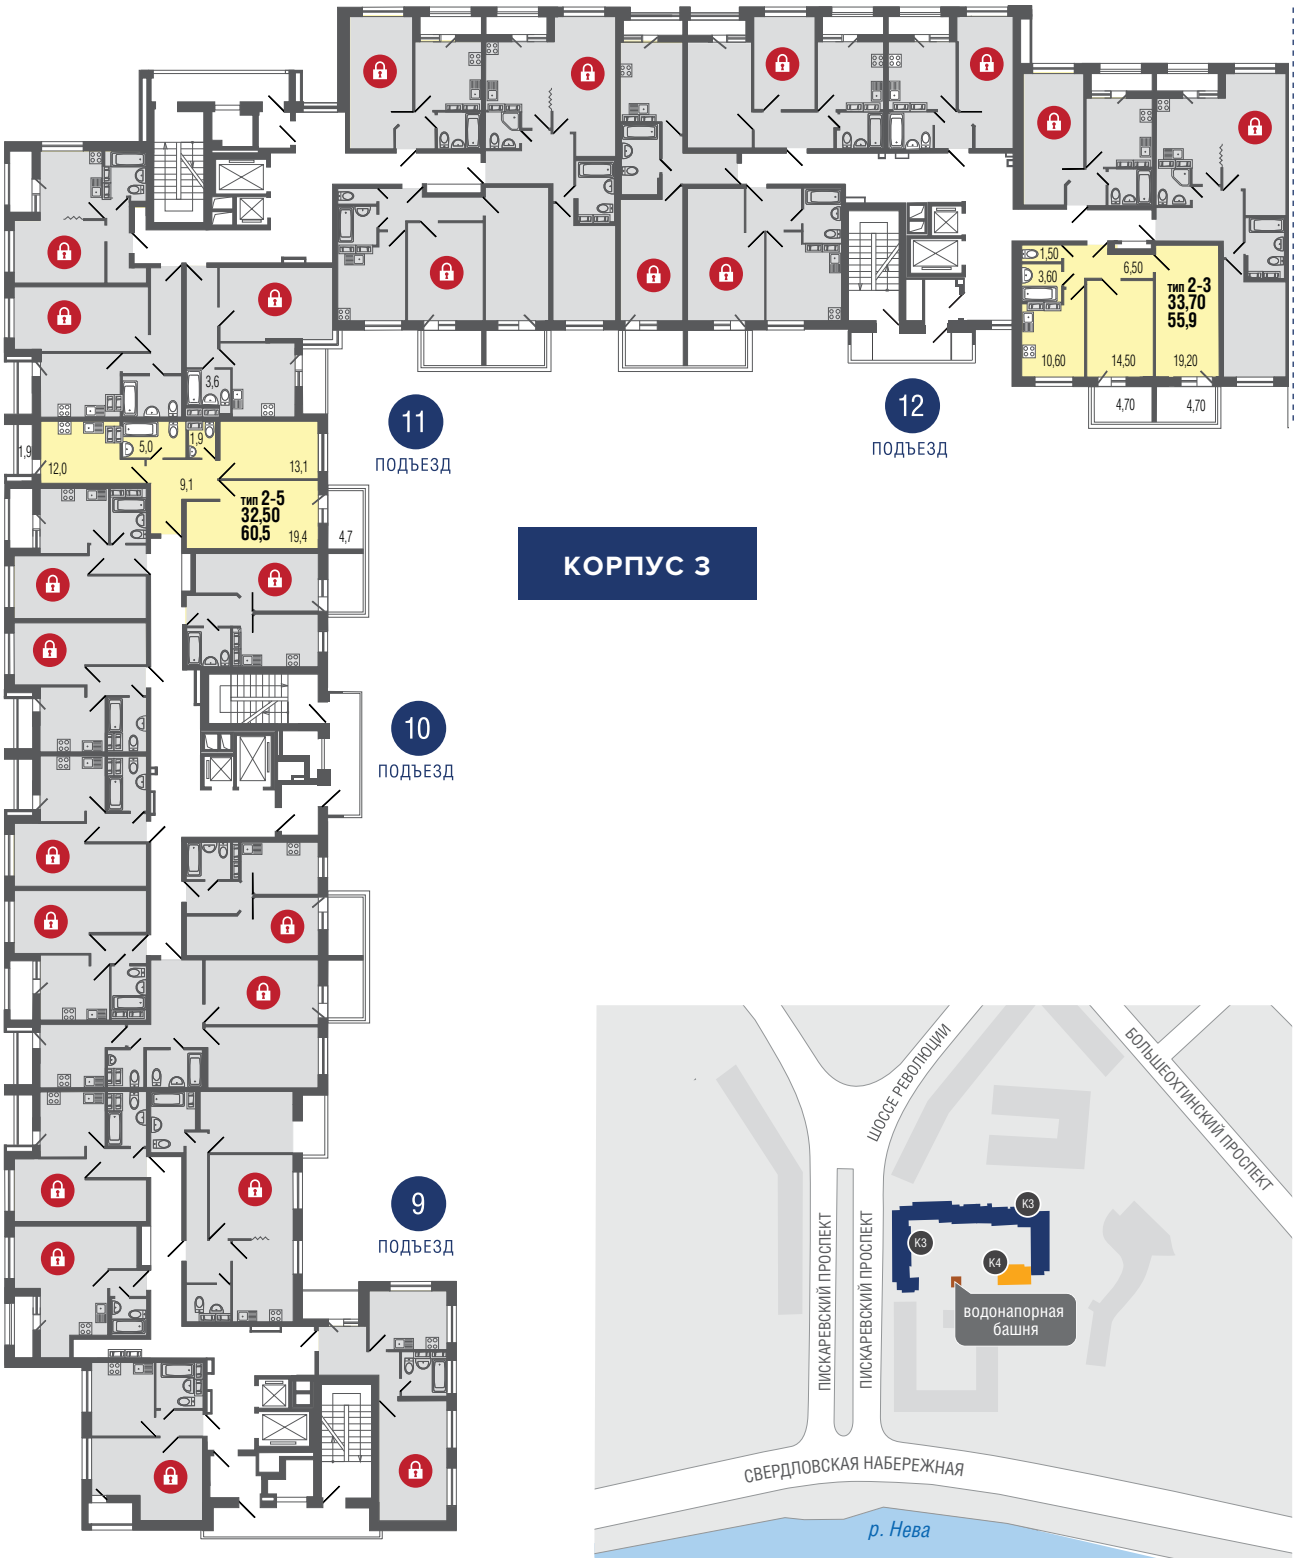 1,50
6,50
3,60
тип 2-3
33,70
55,9
10,60
14,50
19,20
4,70
4,70
3,6
11
ПОДЪЕЗД
12
ПОДЪЕЗД
1,9
12,0
5,0
1,9
13,1
9,1
тип 2-5
32,50
60,5
19,4
4,7
КОРПУС 3
10
ПОДЪЕЗД
9
ПОДЪЕЗД
ШОССЕ РЕВОЛЮЦИИ
БОЛЬШЕОХТИНСКИЙ ПРОСПЕКТ
К3
К3
К4
водонапорная
башня
ПИСКАРЕВСКИЙ ПРОСПЕКТ
ПИСКАРЕВСКИЙ ПРОСПЕКТ
СВЕРДЛОВСКАЯ НАБЕРЕЖНАЯ
р. Нева